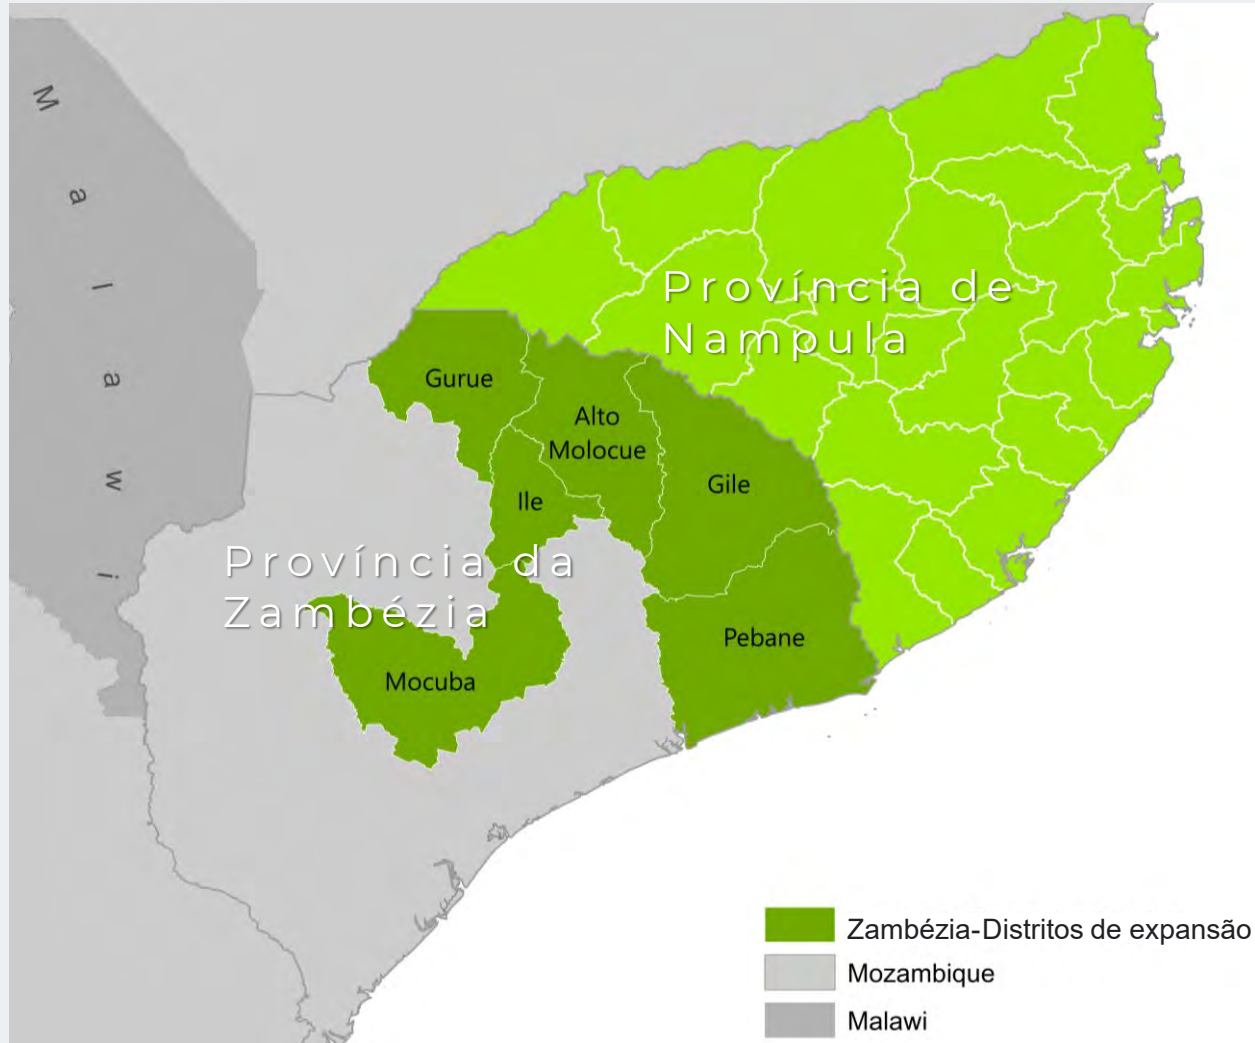 Malawi
Província de
Nampula
Gurue
Alto
Molocue
Gile
Ile
Província da
Zambézia
Pebane
Mocuba
Zambézia-Distritos de expansão
Mozambique
Malawi